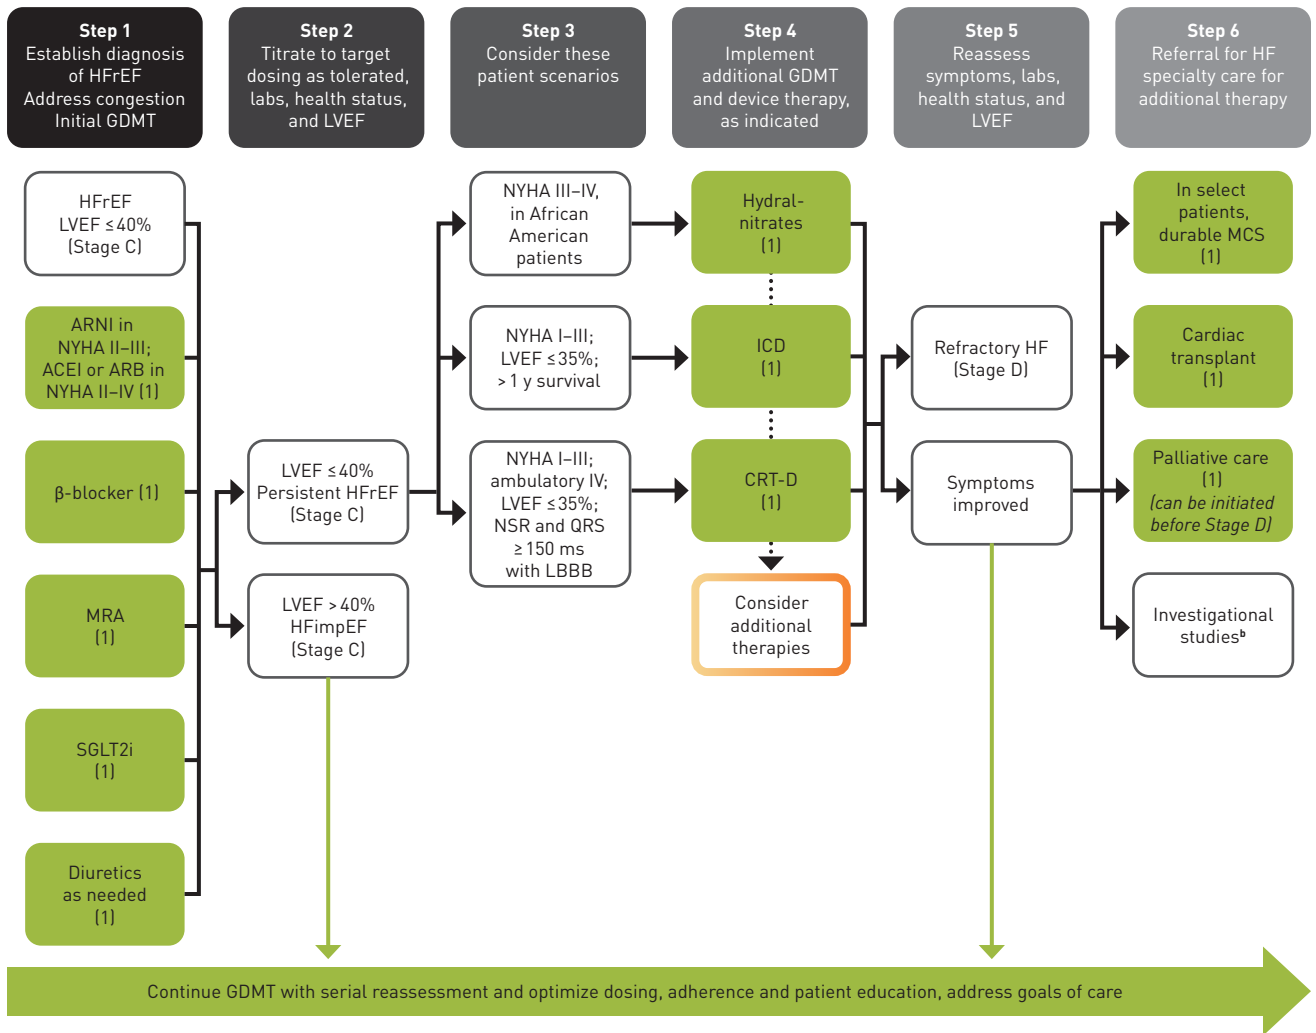 Step 1
Establish diagnosis
of HFrEF
Address congestion
Initial GDMT
Step 2
Titrate to target
dosing as tolerated,
labs, health status,
and LVEF
Step 3
Consider these
patient scenarios
Step 4
Implement
additional GDMT
and device therapy,
as indicated
Step 5
Reassess
symptoms, labs,
health status, and
LVEF
Step 6
Referral for HF
specialty care for
additional therapy
HFrEF
LVEF ≤ 40%
(Stage C)
ARNI in
NYHA II–III;
ACEI or ARB in
NYHA II–IV (1)
β-blocker (1)
MRA
(1)
SGLT2i
(1)
Diuretics
as needed
(1)
LVEF ≤ 40%
Persistent HFrEF
(Stage C)
LVEF > 40%
HFimpEF
(Stage C)
NYHA III–IV,
in African
American
patients
NYHA I–III;
LVEF ≤ 35%;
> 1 y survival
NYHA I–III;
ambulatory IV;
LVEF ≤ 35%;
NSR and QRS
≥ 150 ms
with LBBB
Hydral-
nitrates
(1)
ICD
(1)
CRT-D
(1)
Consider
additional
therapies
Refractory HF
(Stage D)
Symptoms
improved
In select
patients,
durable MCS
(1)
Cardiac
transplant
(1)
Palliative care
(1)
(can be initiated
before Stage D)
Investigational
studiesᵇ
Continue GDMT with serial reassessment and optimize dosing, adherence and patient education, address goals of care